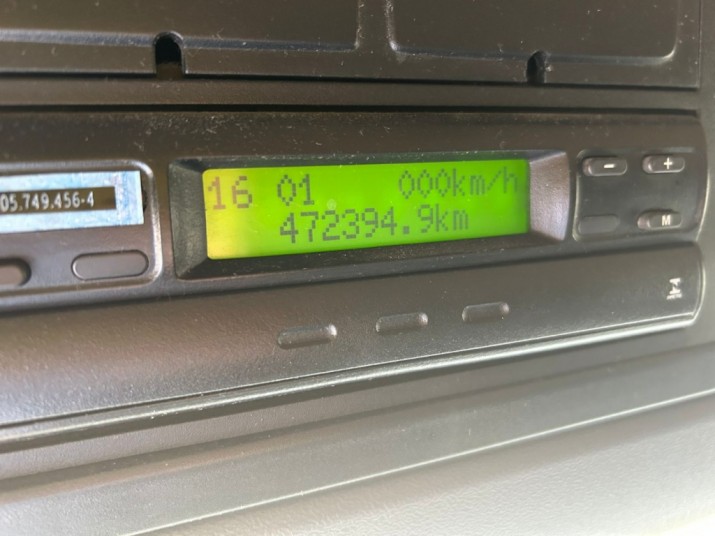 05.749.456-4
16 01 000km/h
472394.9km
- +
M